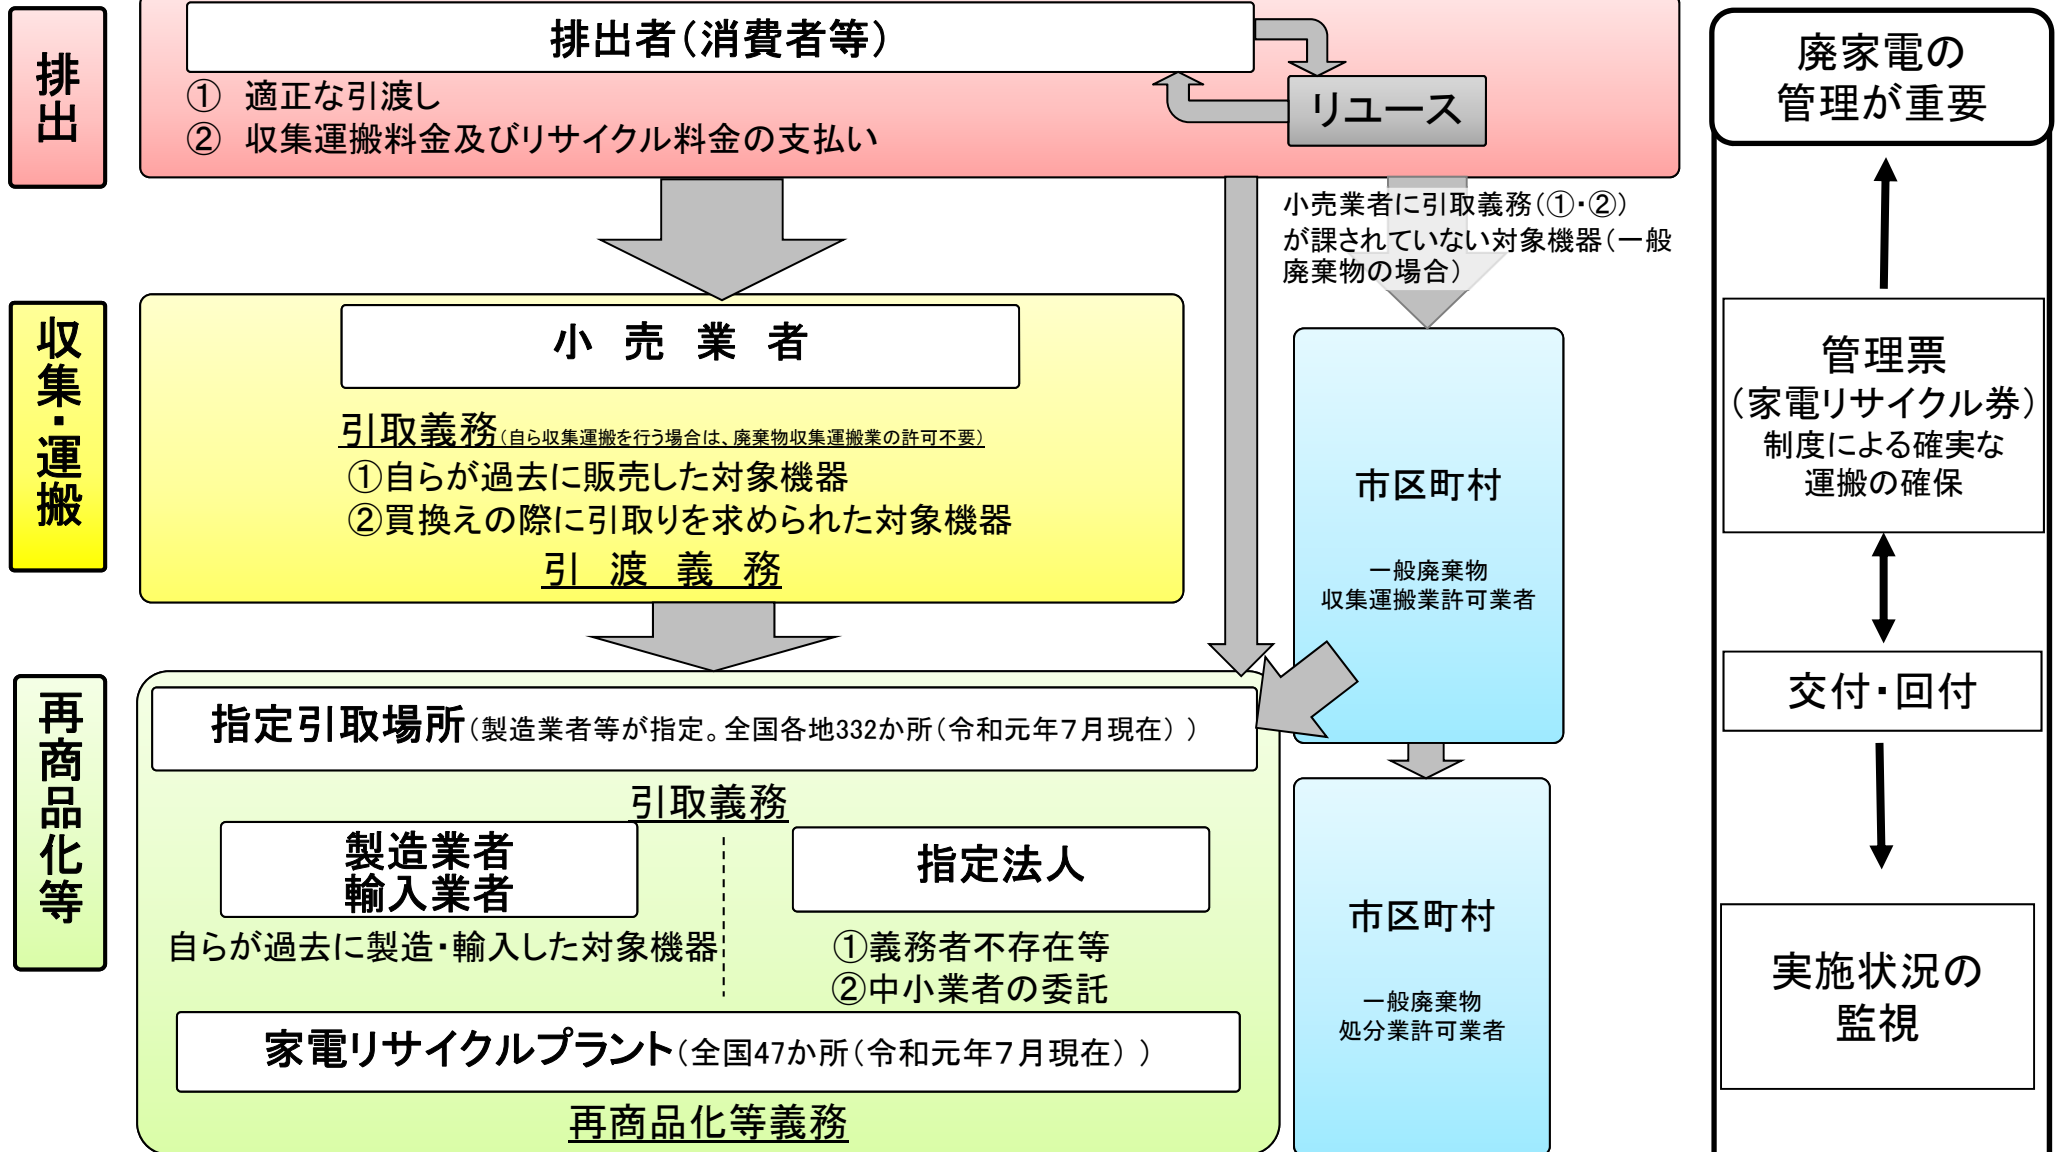 排出
排出者(消費者等)
① 適正な引渡し
② 収集運搬料金及びリサイクル料金の支払い
リユース
小売業者に引取義務(①・②)
が課されていない対象機器(一般
廃棄物の場合)
収集・運搬
小 売 業 者
引取義務(自ら収集運搬を行う場合は、廃棄物収集運搬業の許可不要)
①自らが過去に販売した対象機器
②買換えの際に引取りを求められた対象機器
引 渡 義 務
市区町村
一般廃棄物
収集運搬業許可業者
再商品化等
指定引取場所(製造業者等が指定。全国各地332か所(令和元年7月現在))
引取義務
製造業者
輸入業者
自らが過去に製造・輸入した対象機器
指定法人
①義務者不存在等
②中小業者の委託
家電リサイクルプラント(全国47か所(令和元年7月現在))
再商品化等義務
市区町村
一般廃棄物
処分業許可業者
廃家電の
管理が重要
管理票
(家電リサイクル券)
制度による確実な
運搬の確保
交付・回付
実施状況の
監視